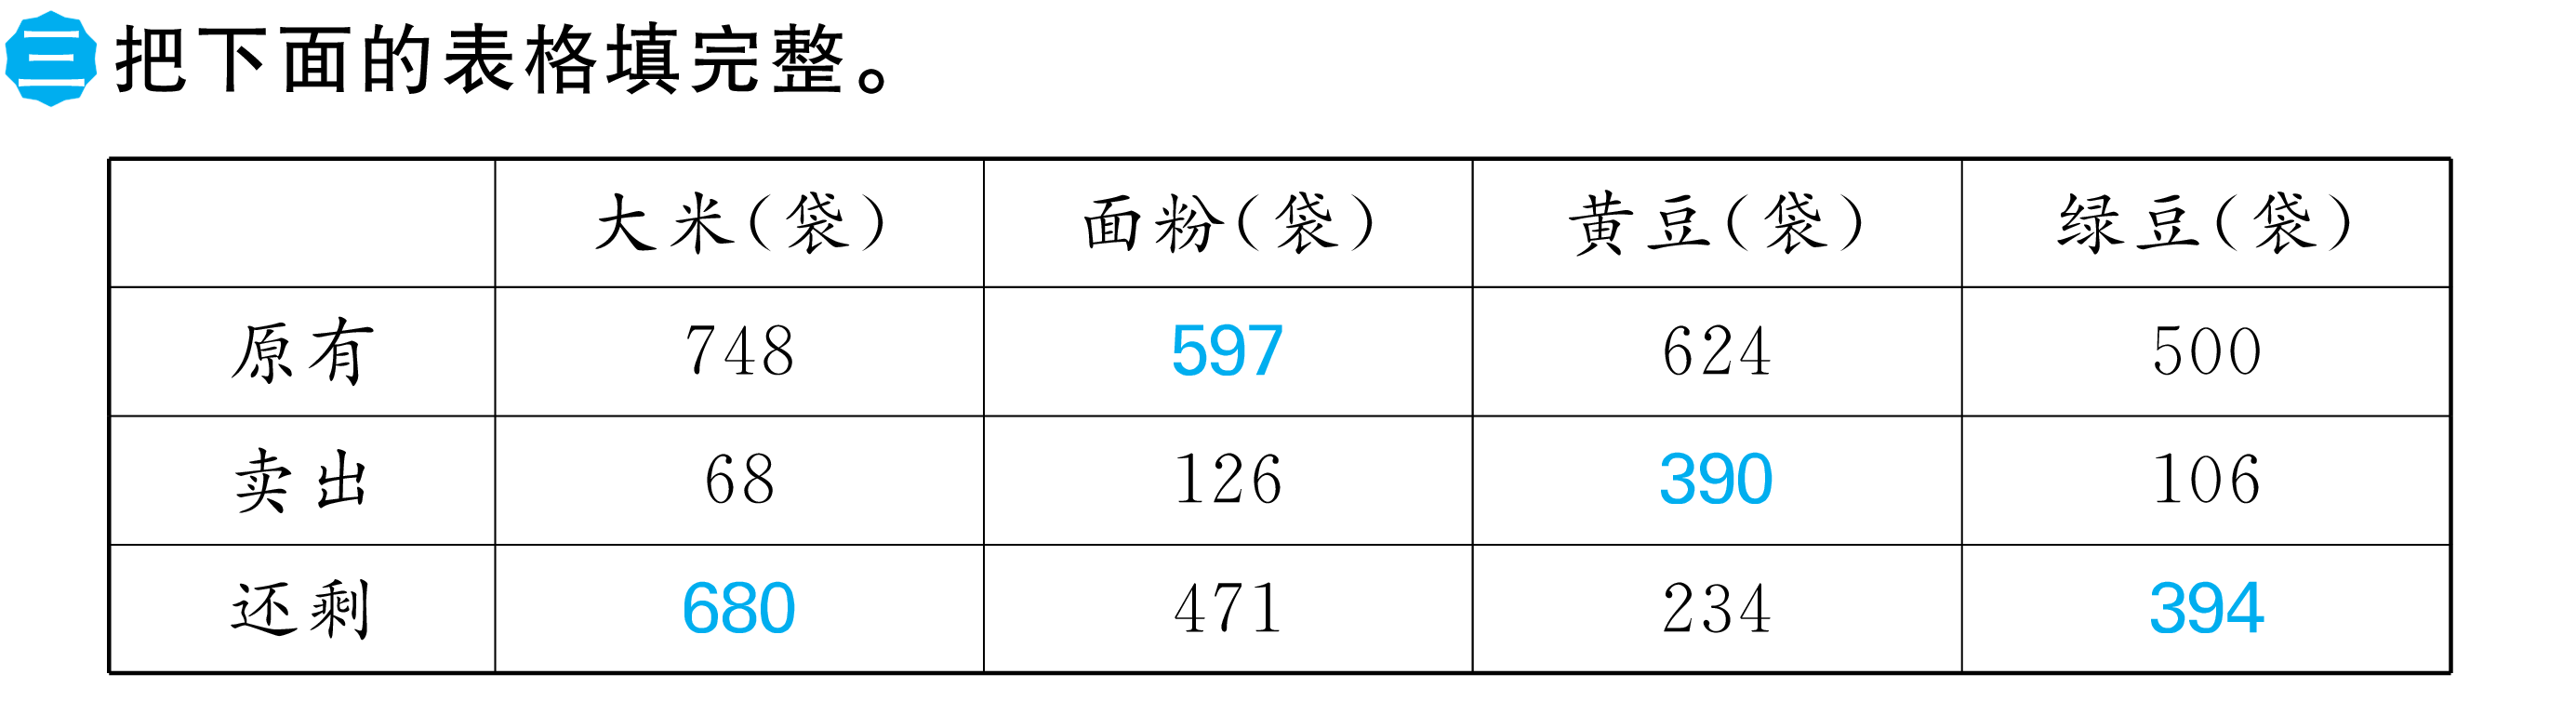 三 把下面的表格填完整。
大米(袋) 面粉(袋) 黄豆(袋) 绿豆(袋)
原有 748 597 624 500
卖出 68 126 390 106
还剩 680 471 234 394